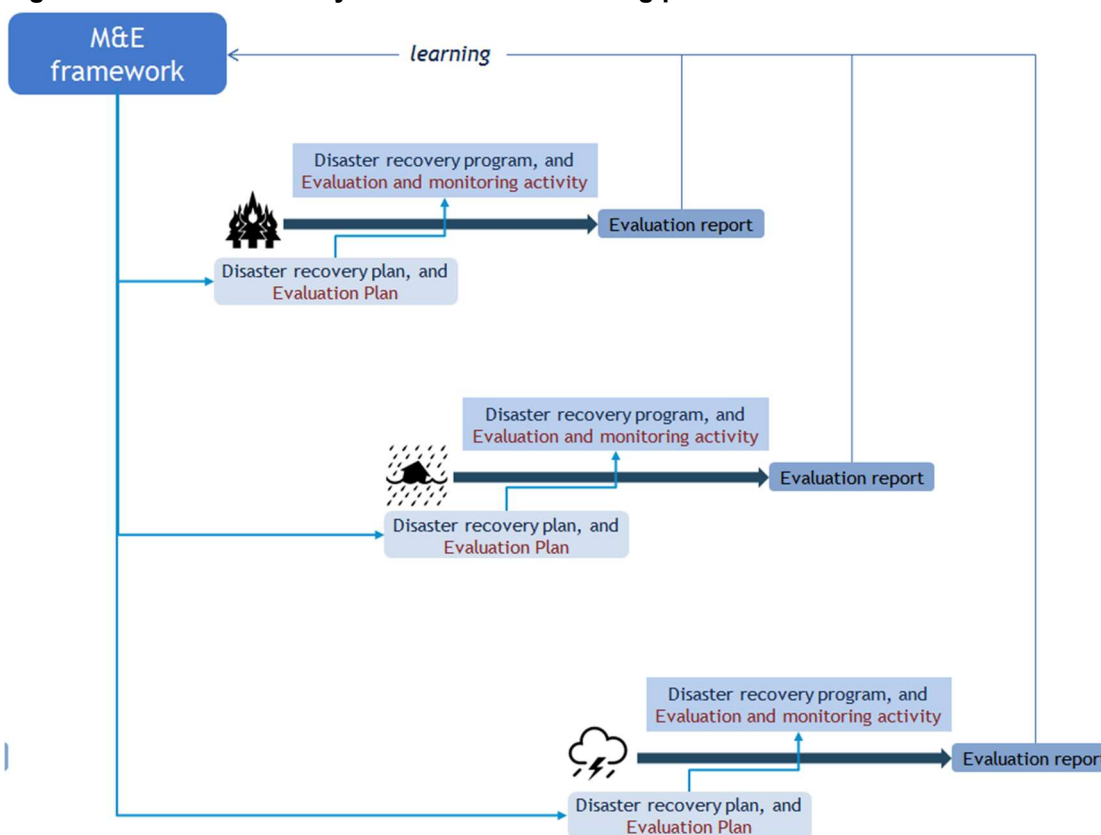 M&E
framework
learning
Disaster recovery program, and
Evaluation and monitoring activity
Evaluation report
Disaster recovery plan, and
Evaluation Plan
Disaster recovery program, and
Evaluation and monitoring activity
Evaluation report
Disaster recovery plan, and
Evaluation Plan
Disaster recovery program, and
Evaluation and monitoring activity
Evaluation report
Disaster recovery plan, and
Evaluation Plan